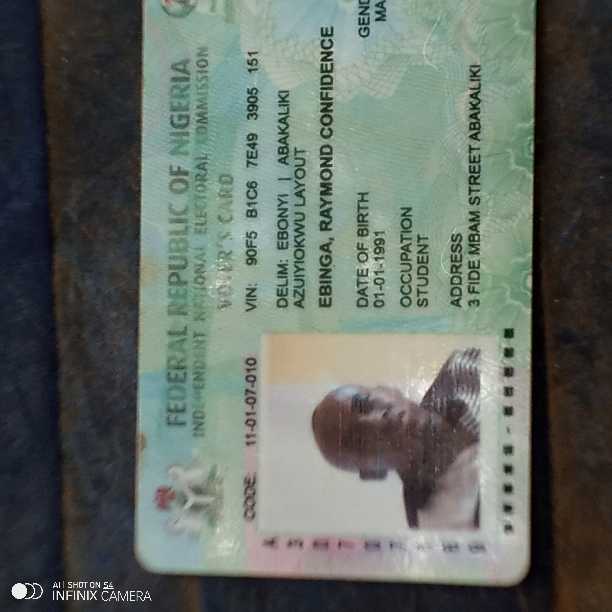 FEDERAL REPUBLIC OF NIGERIA
INDEPENDENT NATIONAL ELECTORAL COMMISSION
VOTER'S CARD
CODE: 11-01-07-010
VIN: 90F5 B1C6 7E49 3905 151
DELIM: EBONYI | ABAKALIKI
AZUIYIOKWU LAYOUT
EBINGA, RAYMOND CONFIDENCE
DATE OF BIRTH
01-01-1991
GEND
MA
OCCUPATION
STUDENT
ADDRESS
3 FIDE MBAM STREET ABAKALIKI
AI | SHOT ON S4
INFINIX CAMERA